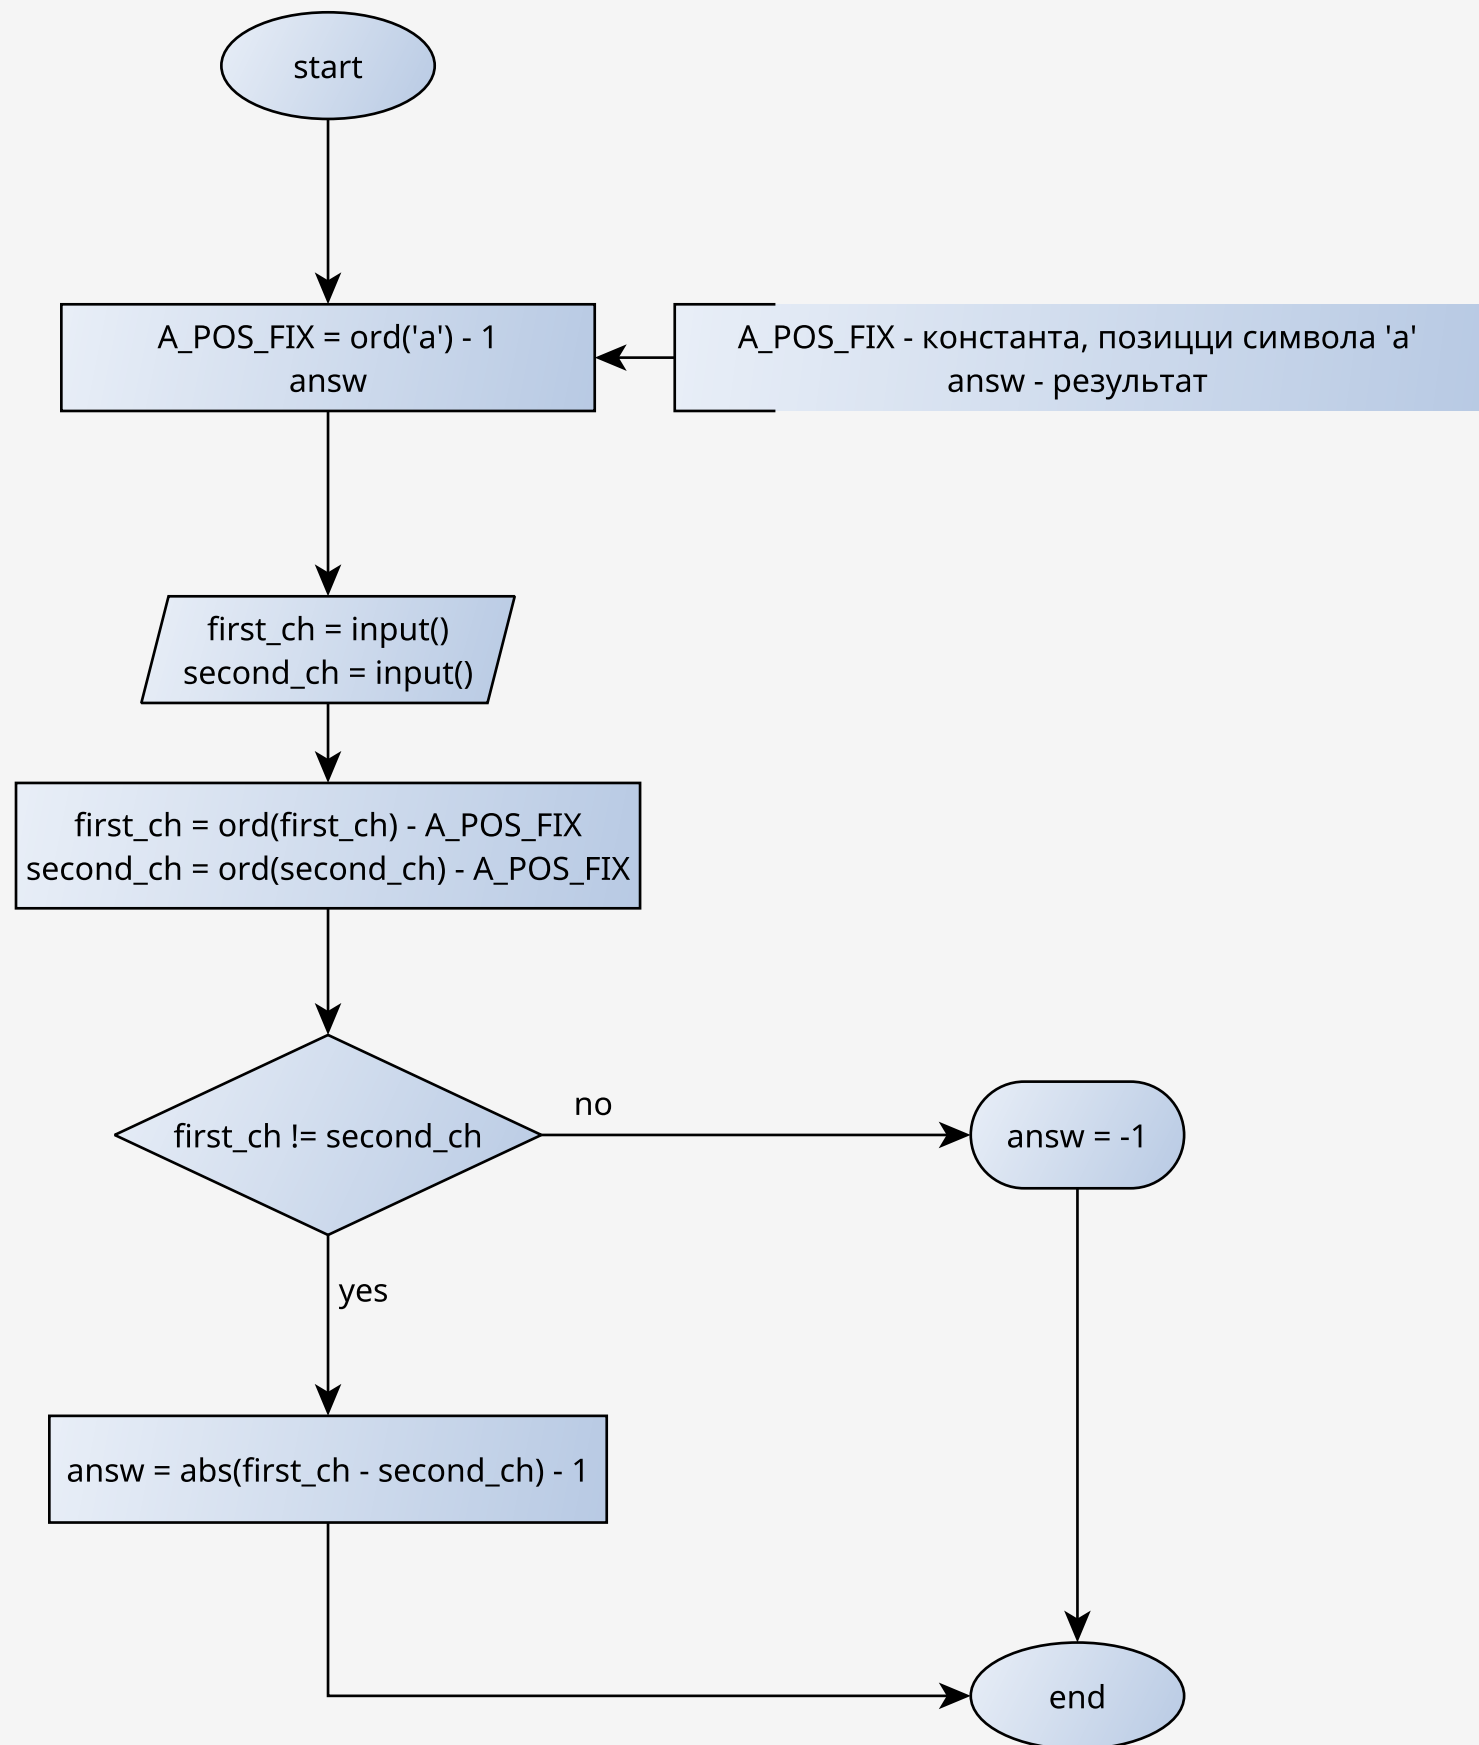 start
A_POS_FIX = ord('a') - 1
answ
A_POS_FIX - константа, позицци символа 'a'
answ - результат
first_ch = input()
second_ch = input()
first_ch = ord(first_ch) - A_POS_FIX
second_ch = ord(second_ch) - A_POS_FIX
first_ch != second_ch
no
answ = -1
yes
answ = abs(first_ch - second_ch) - 1
end